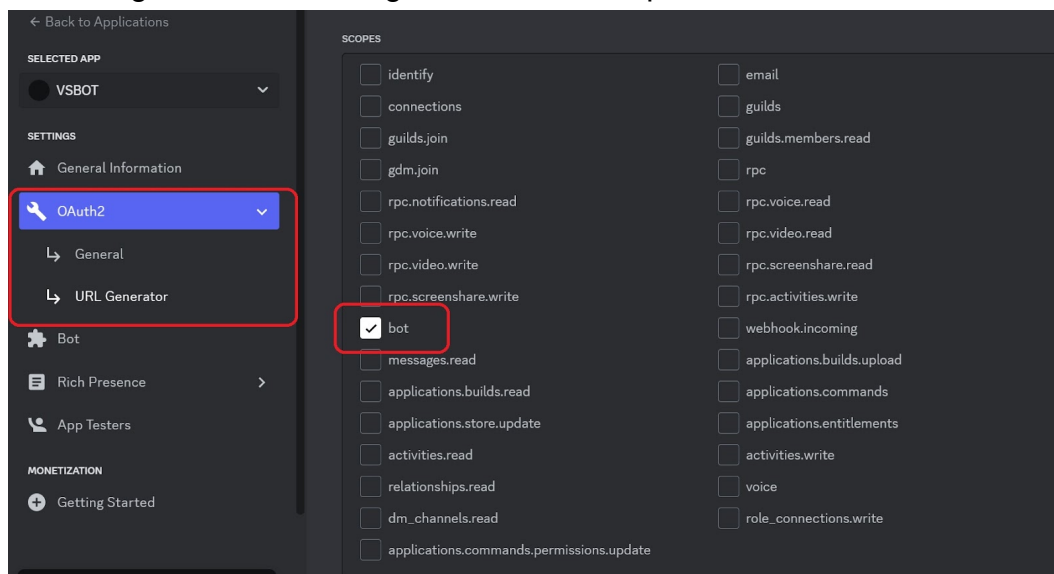 ← Back to Applications
SELECTED APP
VSBOT
SETTINGS
General Information
OAuth2
General
URL Generator
Bot
Rich Presence
App Testers
MONETIZATION
Getting Started
SCOPES
identify
email
connections
guilds
guilds.join
guilds.members.read
gdm.join
rpc
rpc.notifications.read
rpc.voice.read
rpc.voice.write
rpc.video.read
rpc.video.write
rpc.screenshare.read
rpc.screenshare.write
rpc.activities.write
bot
webhook.incoming
messages.read
applications.builds.upload
applications.builds.read
applications.commands
applications.store.update
applications.entitlements
activities.read
activities.write
relationships.read
voice
dm_channels.read
role_connections.write
applications.commands.permissions.update